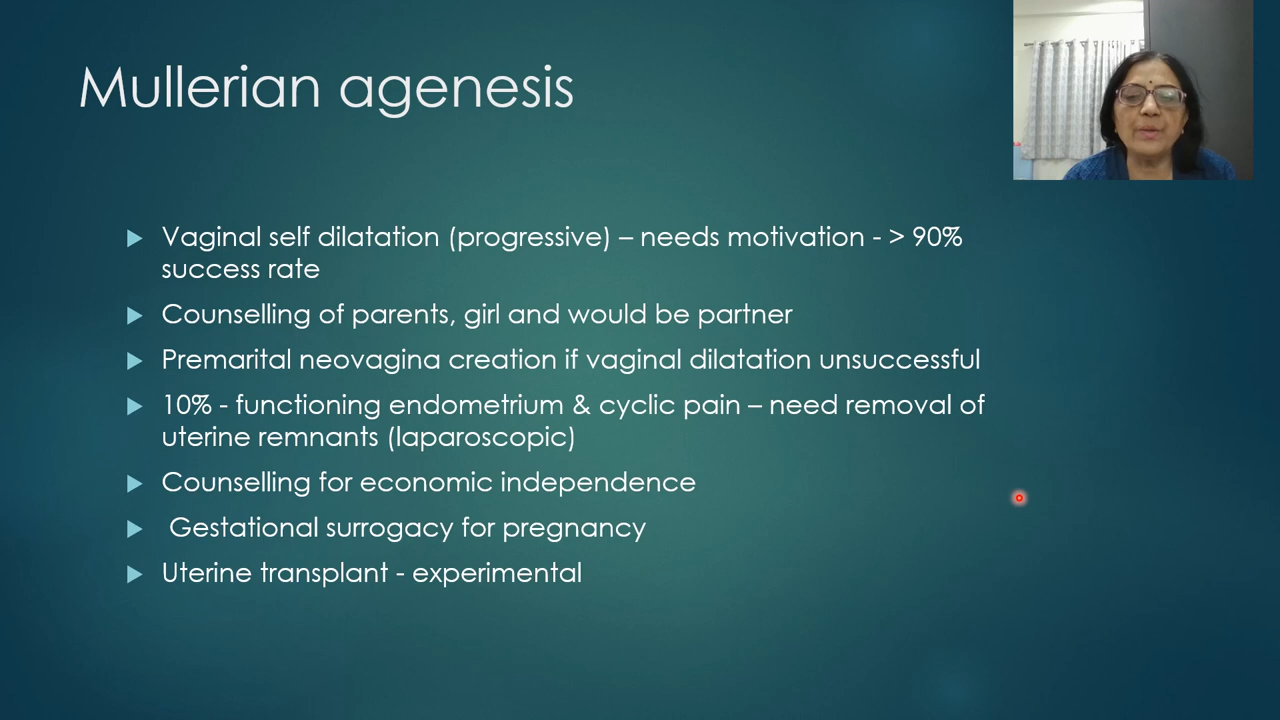 Mullerian agenesis
Vaginal self dilatation (progressive) – needs motivation - > 90%
success rate
Counselling of parents, girl and would be partner
Premarital neovagina creation if vaginal dilatation unsuccessful
10% - functioning endometrium & cyclic pain – need removal of
uterine remnants (laparoscopic)
Counselling for economic independence
Gestational surrogacy for pregnancy
Uterine transplant - experimental